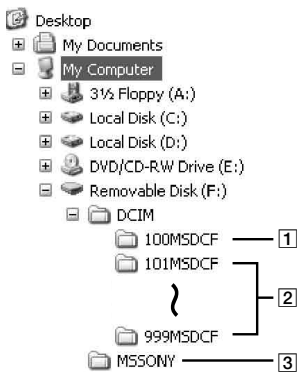 Desktop
My Documents
My Computer
3½ Floppy (A:)
Local Disk (C:)
Local Disk (D:)
DVD/CD-RW Drive (E:)
Removable Disk (F:)
DCIM
100MSDCF 1
101MSDCF
2
999MSDCF
MSSONY 3